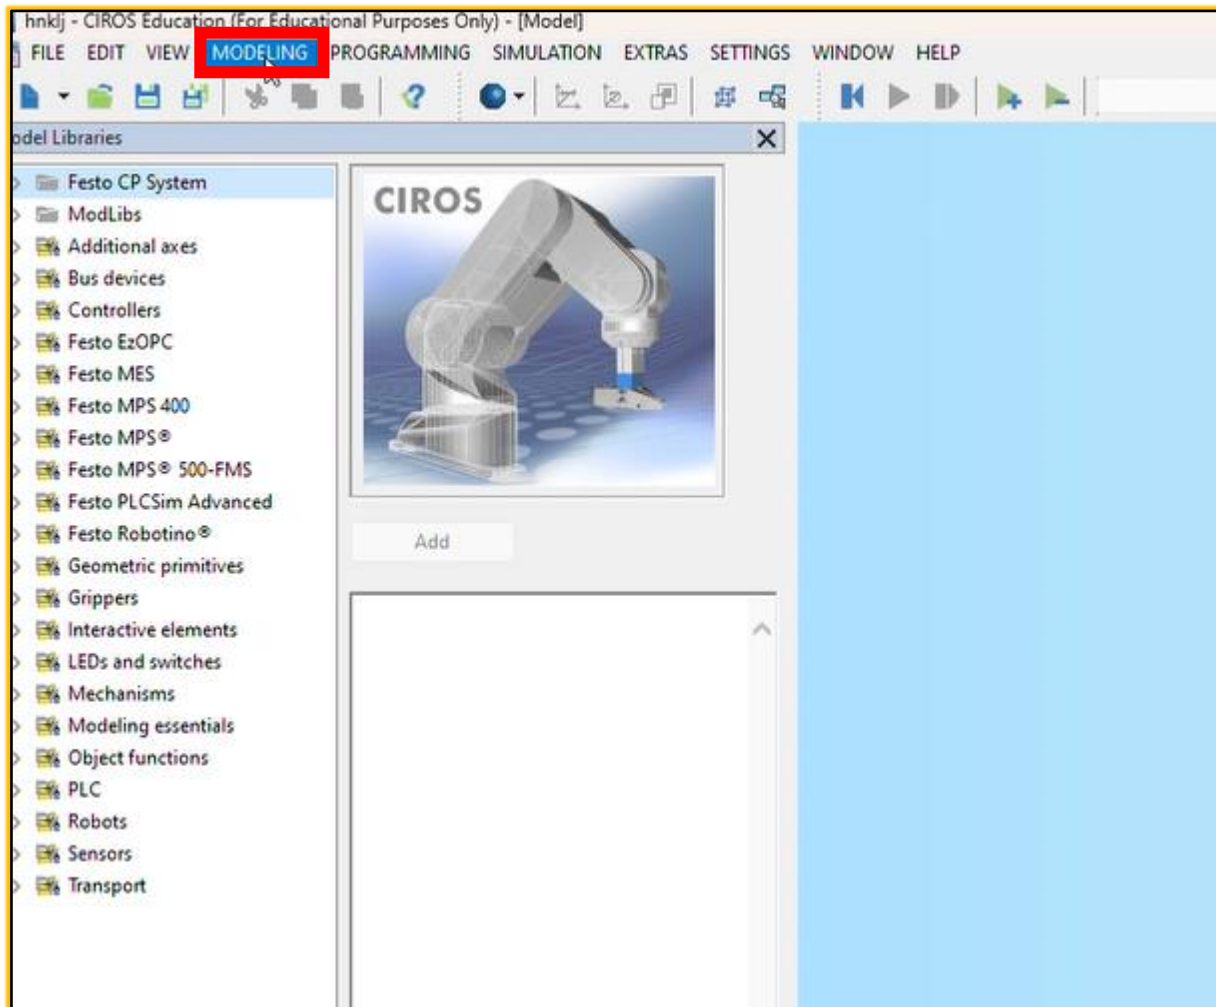 hnklj - CIROS Education (For Educational Purposes Only) - [Model]
FILE EDIT VIEW MODELING PROGRAMMING SIMULATION EXTRAS SETTINGS WINDOW HELP
odel Libraries
Festo CP System
ModLibs
Additional axes
Bus devices
Controllers
Festo EzOPC
Festo MES
Festo MPS 400
Festo MPS®
Festo MPS® 500-FMS
Festo PLCSim Advanced
Festo Robotino®
Geometric primitives
Grippers
Interactive elements
LEDs and switches
Mechanisms
Modeling essentials
Object functions
PLC
Robots
Sensors
Transport
CIROS
Add